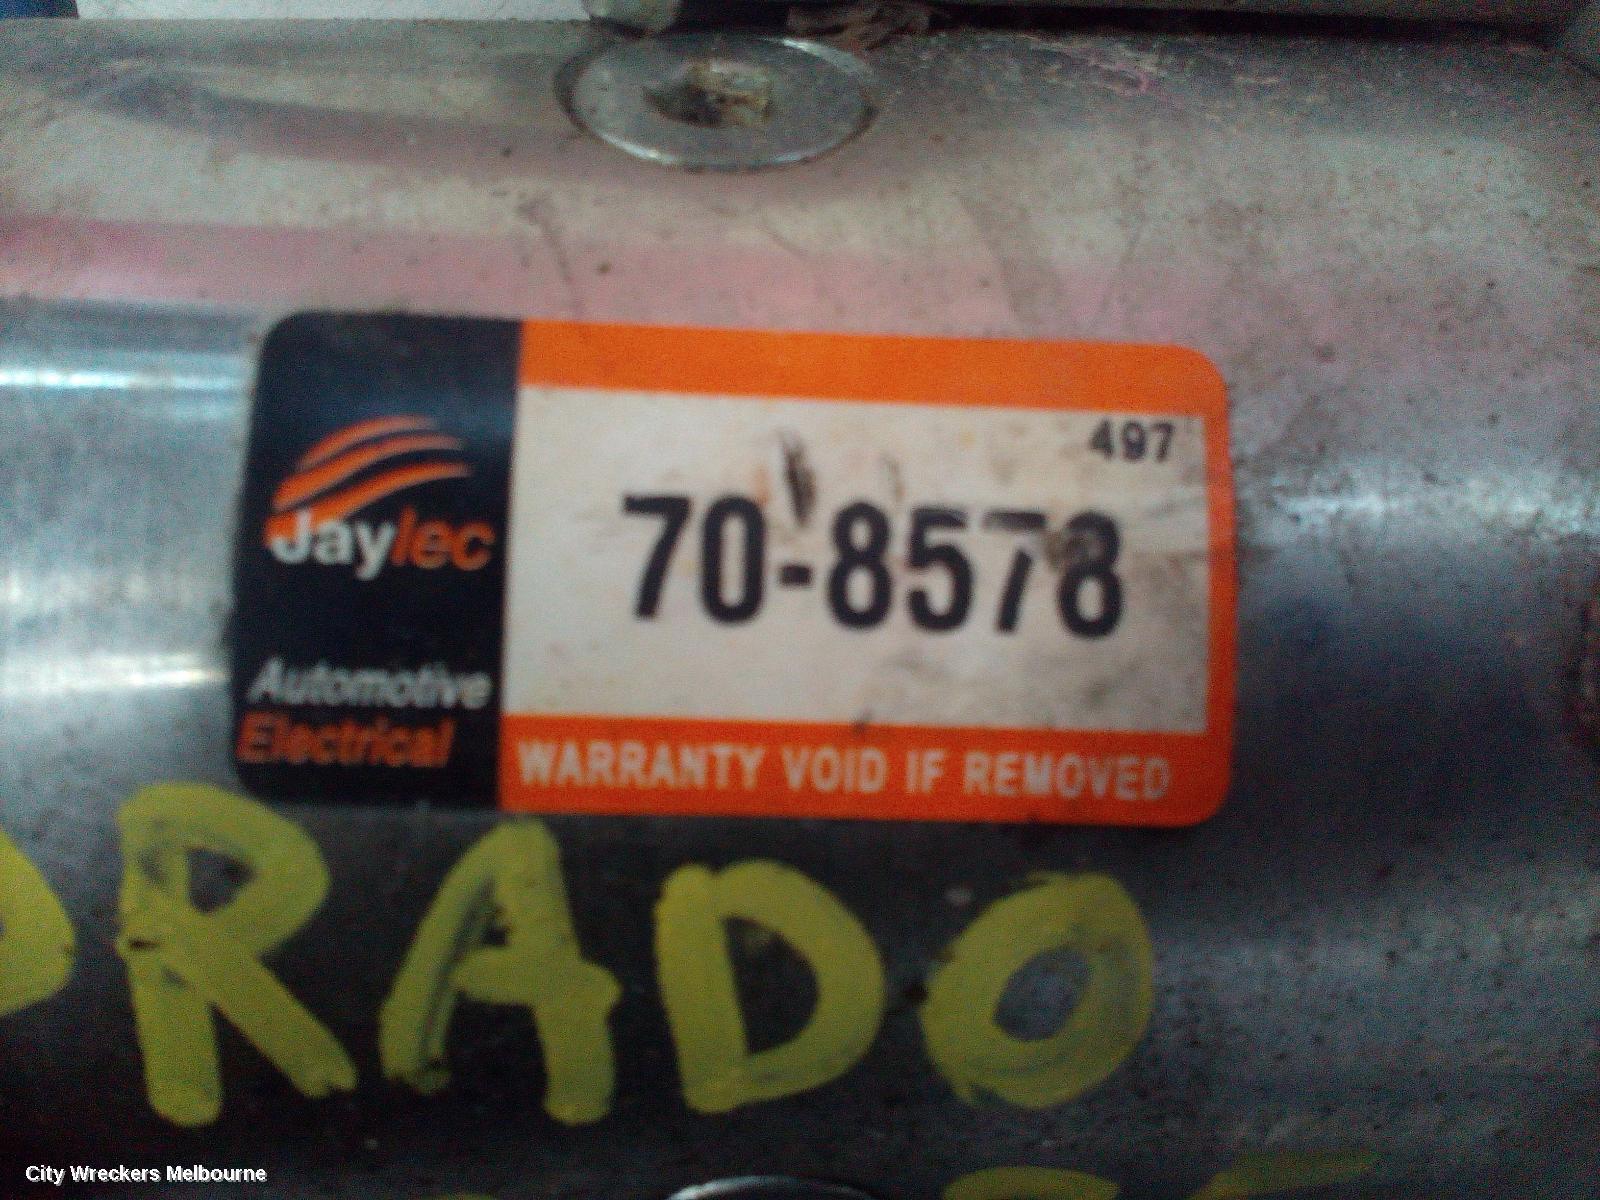 497
Jaylec
70-8578
Automotive
Electrical
WARRANTY VOID IF REMOVED
RADO
City Wreckers Melbourne